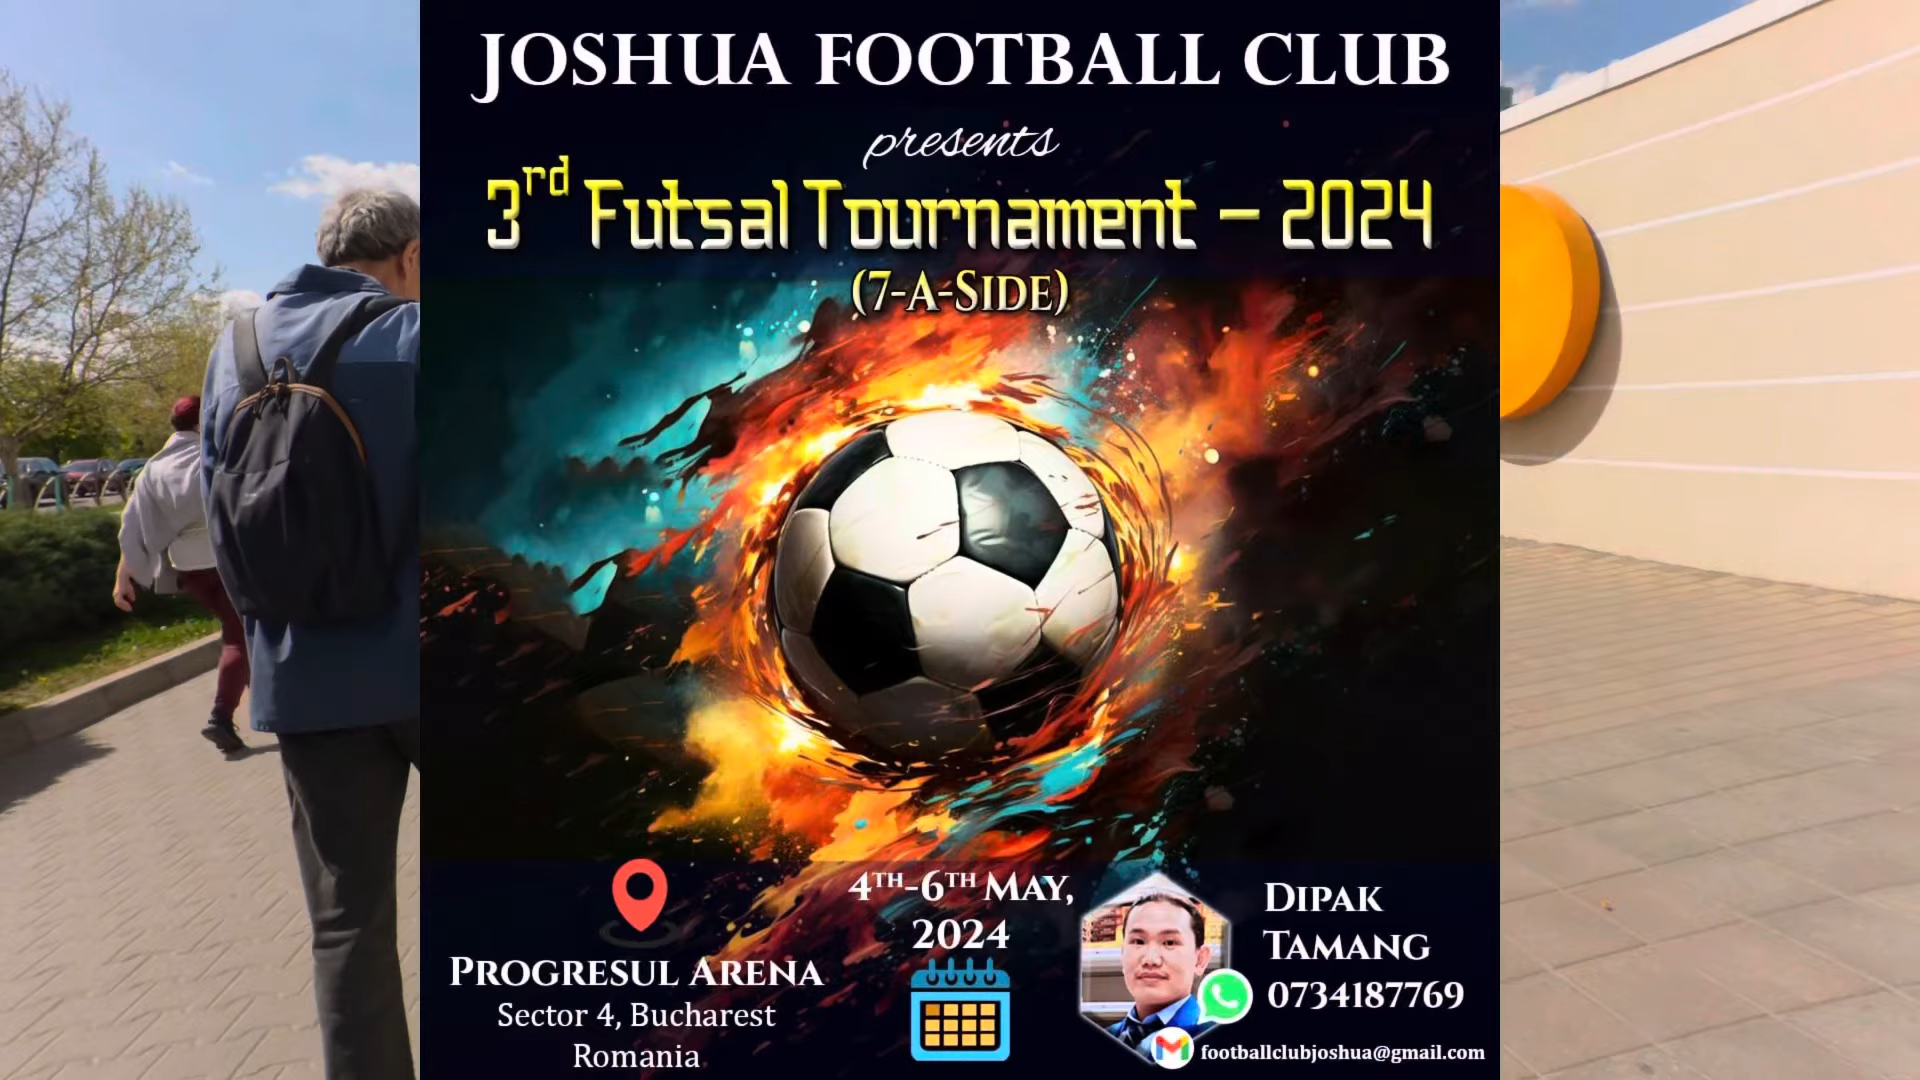 JOSHUA FOOTBALL CLUB
presents
3rd Futsal Tournament – 2024
(7-A-SIDE)
4TH-6TH MAY,
2024
PROGRESUL ARENA
Sector 4, Bucharest
Romania
DIPAK
TAMANG
0734187769
footballclubjoshua@gmail.com